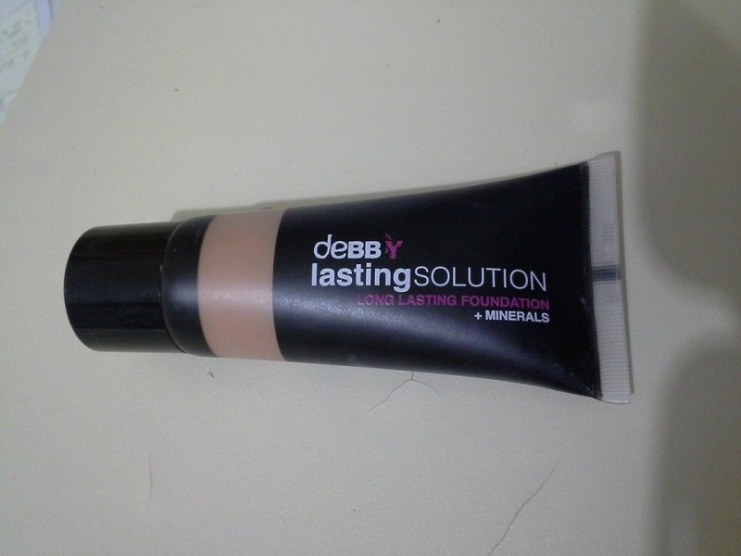 deBBY
lastingSOLUTION
LONG LASTING FOUNDATION
+ MINERALS